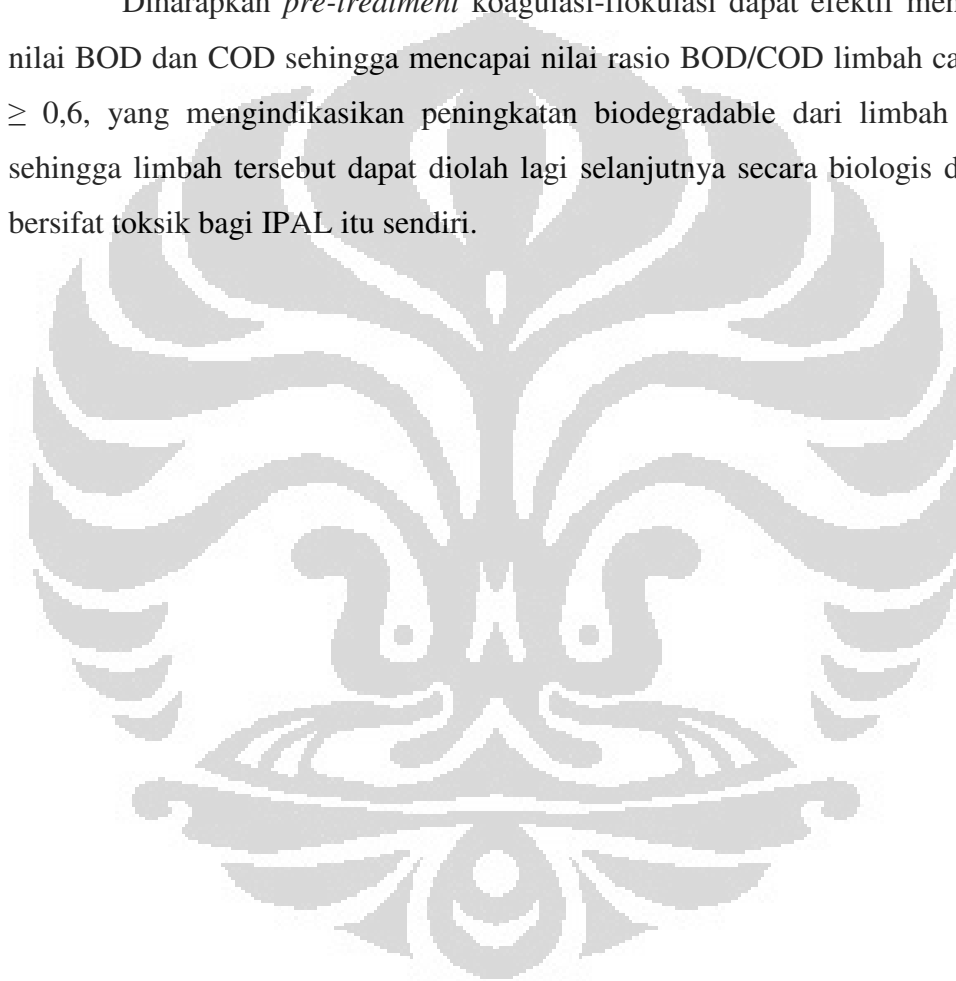 Diharapkan pre-treatment koagulasi-flokulasi dapat efektif
nilai BOD dan COD sehingga mencapai nilai rasio BOD/COD limbah
≥ 0,6, yang mengindikasikan peningkatan biodegradable dari limbah
sehingga limbah tersebut dapat diolah lagi selanjutnya secara biologis
bersifat toksik bagi IPAL itu sendiri.